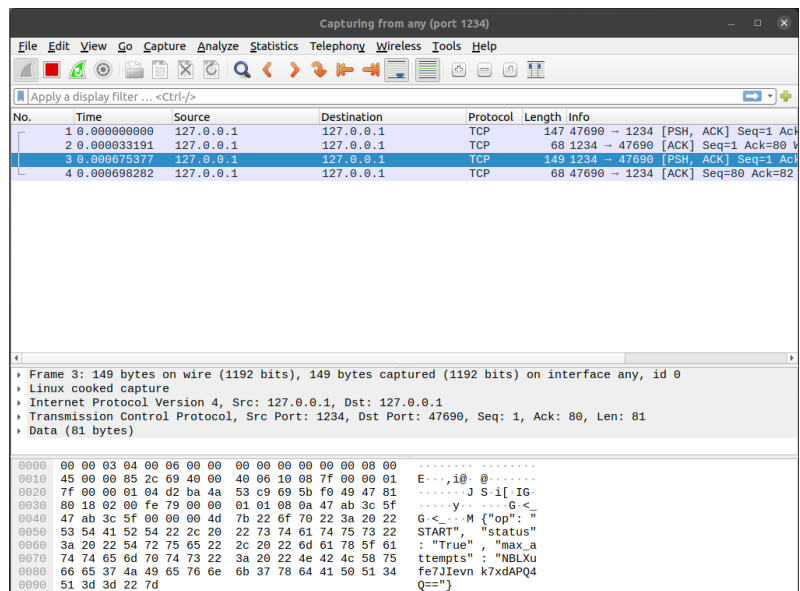 Capturing from any (port 1234)
File Edit View Go Capture Analyze Statistics Telephony Wireless Tools Help
Apply a display filter … <Ctrl-/>
No. Time Source Destination Protocol Length Info
1 0.000000000 127.0.0.1 127.0.0.1 TCP 147 47690 → 1234 [PSH, ACK] Seq=1 Ack
2 0.000033191 127.0.0.1 127.0.0.1 TCP 68 1234 → 47690 [ACK] Seq=1 Ack=80 W
3 0.000675377 127.0.0.1 127.0.0.1 TCP 149 1234 → 47690 [PSH, ACK] Seq=1 Ack
4 0.000698282 127.0.0.1 127.0.0.1 TCP 68 47690 → 1234 [ACK] Seq=80 Ack=82
Frame 3: 149 bytes on wire (1192 bits), 149 bytes captured (1192 bits) on interface any, id 0
Linux cooked capture
Internet Protocol Version 4, Src: 127.0.0.1, Dst: 127.0.0.1
Transmission Control Protocol, Src Port: 1234, Dst Port: 47690, Seq: 1, Ack: 80, Len: 81
Data (81 bytes)
0000 00 00 03 04 00 06 00 00 00 00 00 00 00 00 08 00 ········ ········
0010 45 00 00 85 2c 69 40 00 40 06 10 08 7f 00 00 01 E···,i@· @·······
0020 7f 00 00 01 04 d2 ba 4a 53 c9 69 5b f0 49 47 81 ·······J S·i[·IG·
0030 80 18 02 00 fe 79 00 00 01 01 08 0a 47 ab 3c 5f ·····y·· ····G·<_
0040 47 ab 3c 5f 00 00 00 4d 7b 22 6f 70 22 3a 20 22 G·<_···M {"op": "
0050 53 54 41 52 54 22 2c 20 22 73 74 61 74 75 73 22 START", "status"
0060 3a 20 22 54 72 75 65 22 2c 20 22 6d 61 78 5f 61 : "True" , "max_a
0070 74 74 65 6d 70 74 73 22 3a 20 22 4e 42 4c 58 75 ttempts" : "NBLXu
0080 66 65 37 4a 49 65 76 6e 6b 37 78 64 41 50 51 34 fe7JIevn k7xdAPQ4
0090 51 3d 3d 22 7d Q=="}